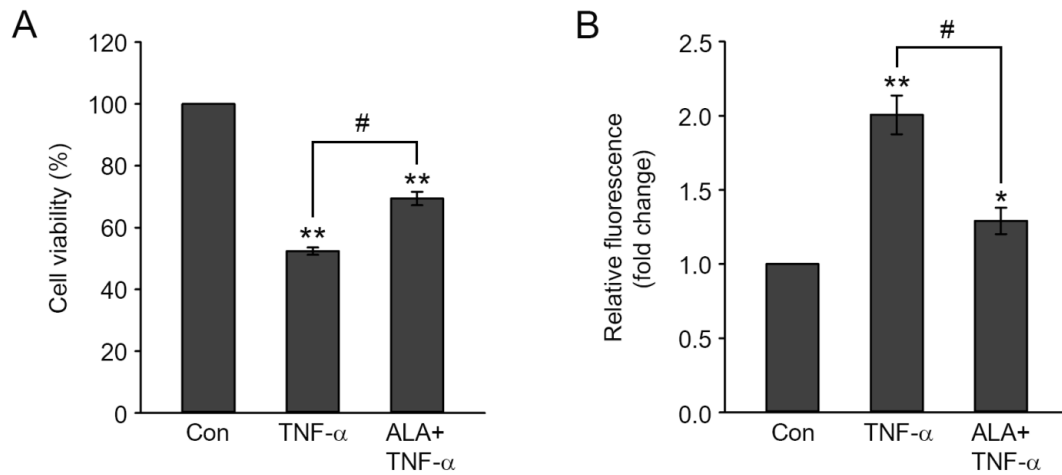 A
Cell viability (%)
120
100
80
60
40
20
0
#
**
**
Con
TNF-α
ALA+
TNF-α
B
Relative fluorescence
(fold change)
2.5
2.0
1.5
1.0
0.5
0.0
#
**
*
Con
TNF-α
ALA+
TNF-α